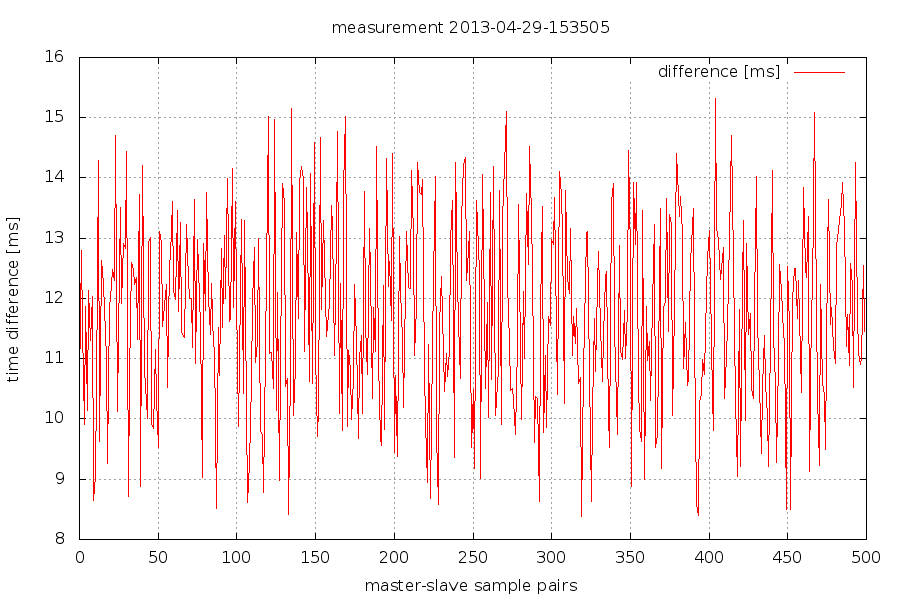 measurement 2013-04-29-153505
difference [ms]
time difference [ms]
16
15
14
13
12
11
10
9
8
0 50 100 150 200 250 300 350 400 450 500
master-slave sample pairs